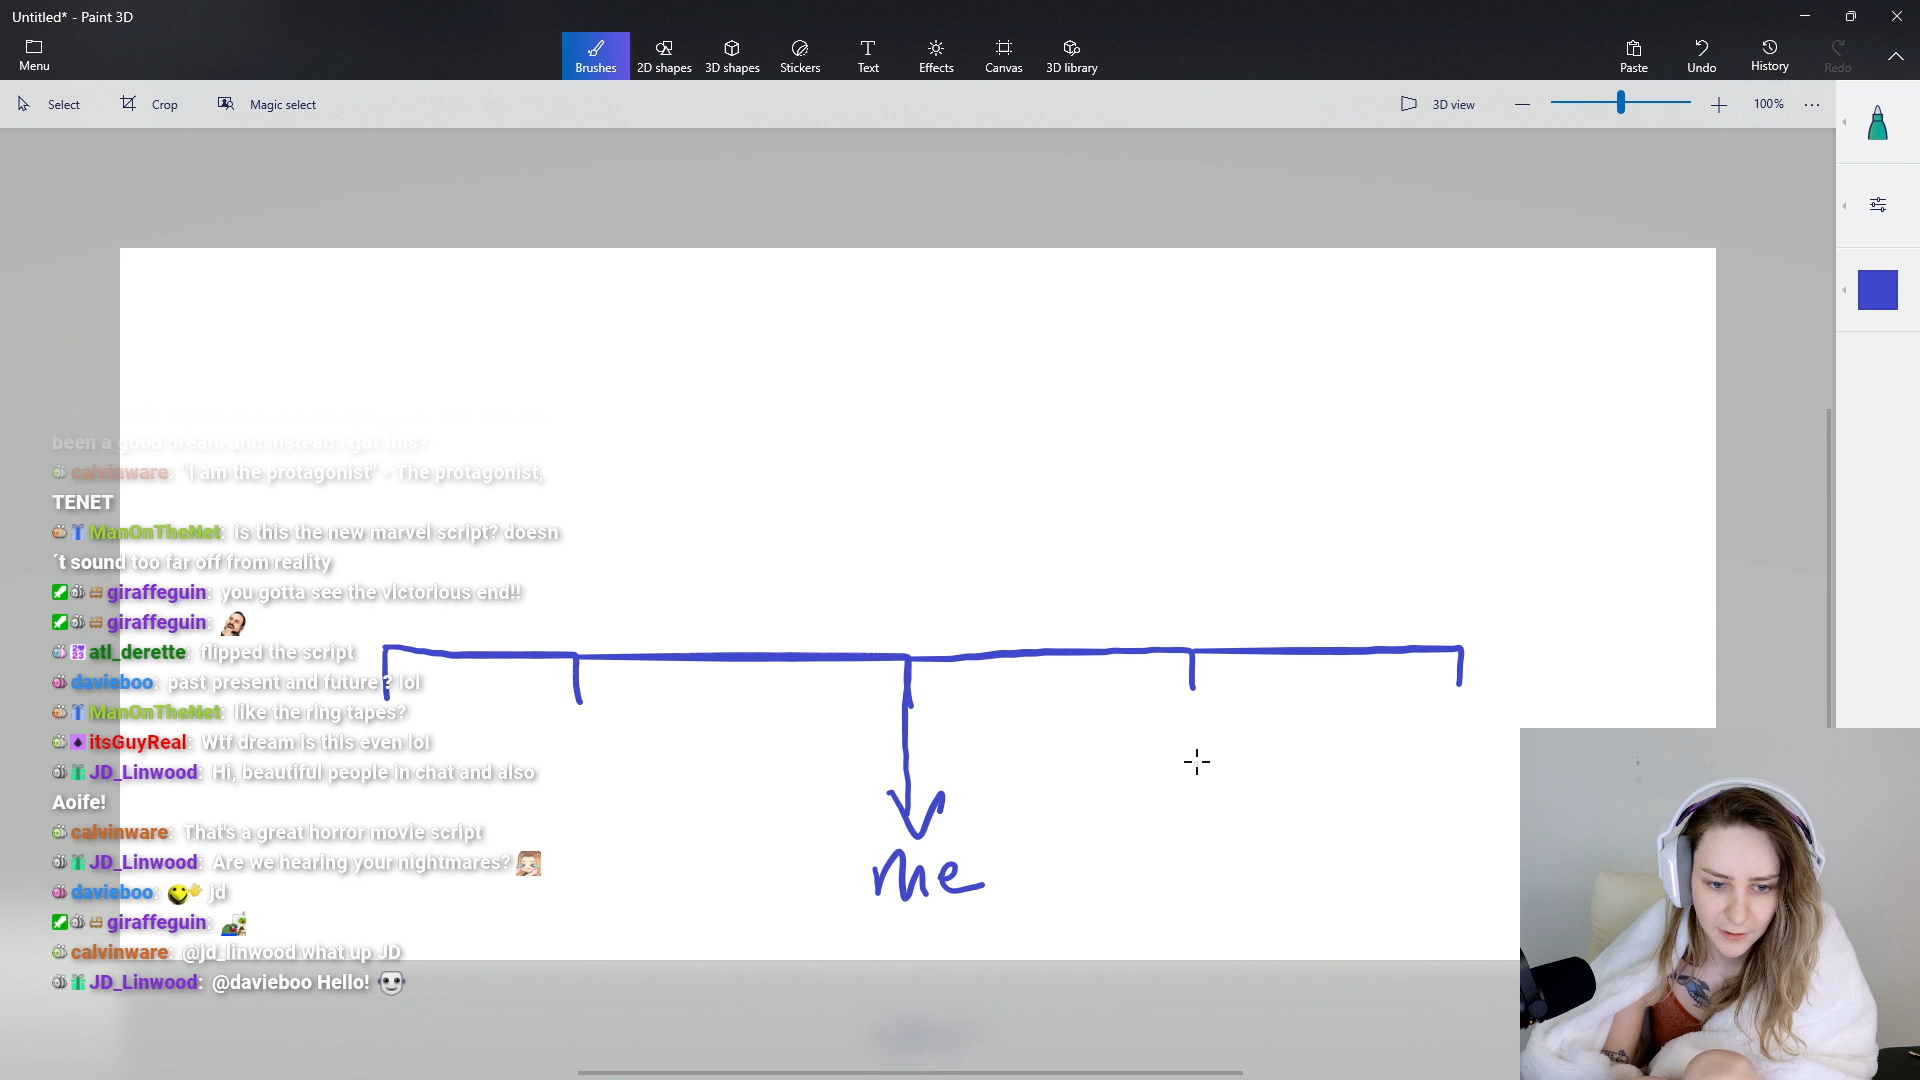 Untitled* - Paint 3D
Menu
Brushes
2D shapes
3D shapes
Stickers
Text
Effects
Canvas
3D library
Paste
Undo
History
Redo
Select
Crop
Magic select
3D view
100%
been a good dream and instead i got this?
calvinware: "I am the protagonist" - The protagonist,
TENET
ManOnTheNet: is this the new marvel script? doesn
´t sound too far off from reality
giraffeguin: you gotta see the victorious end!!
giraffeguin:
atl_derette: flipped the script
davieboo: past present and future ? lol
ManOnTheNet: like the ring tapes?
itsGuyReal: Wtf dream is this even lol
JD_Linwood: Hi, beautiful people in chat and also
Aoife!
calvinware: That's a great horror movie script
JD_Linwood: Are we hearing your nightmares?
davieboo: jd
giraffeguin:
calvinware: @jd_linwood what up JD
JD_Linwood: @davieboo Hello!
me